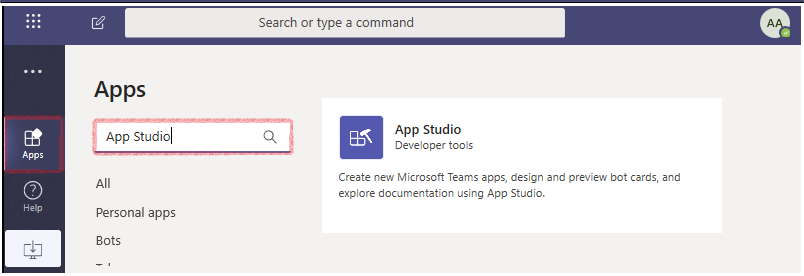 Search or type a command
AA
...
Apps
App Studio
App Studio
Developer tools
Apps
Create new Microsoft Teams apps, design and preview bot cards, and
explore documentation using App Studio.
All
Help
Personal apps
Bots